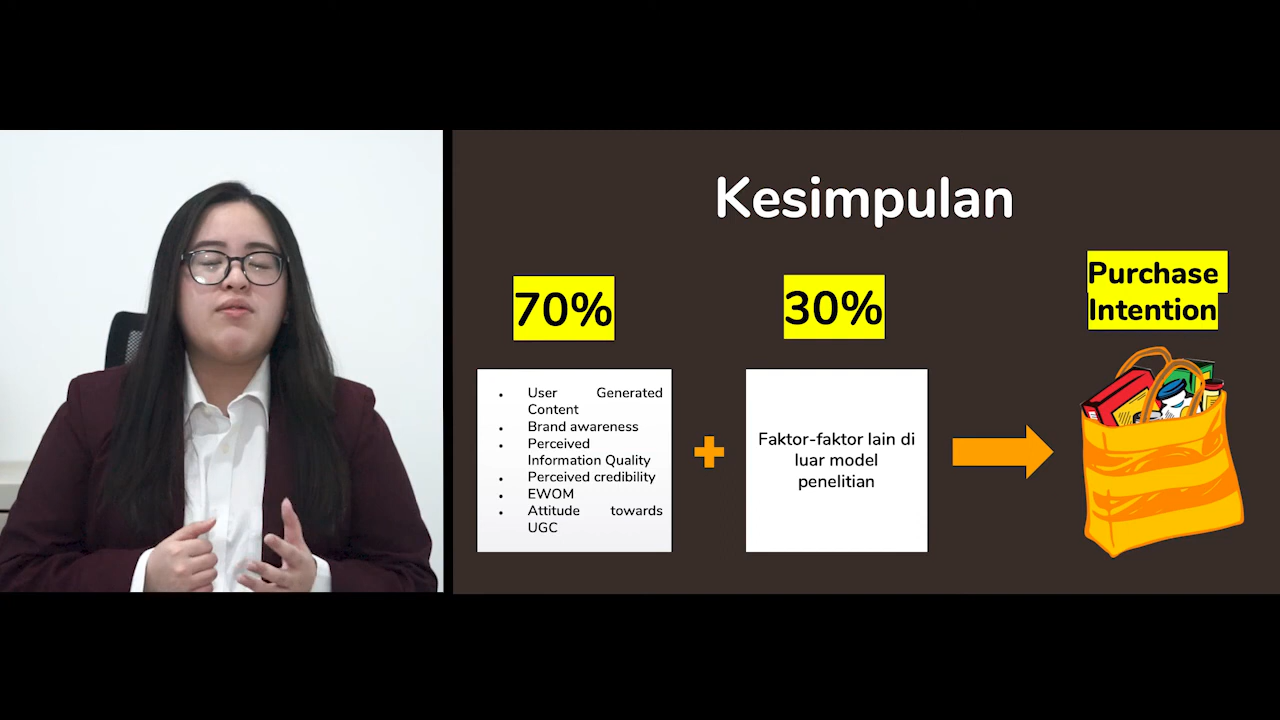 Kesimpulan
70%
30%
Purchase
Intention
• User Generated
Content
• Brand awareness
• Perceived
Information Quality
• Perceived credibility
• EWOM
• Attitude towards
UGC
+
Faktor-faktor lain di
luar model
penelitian